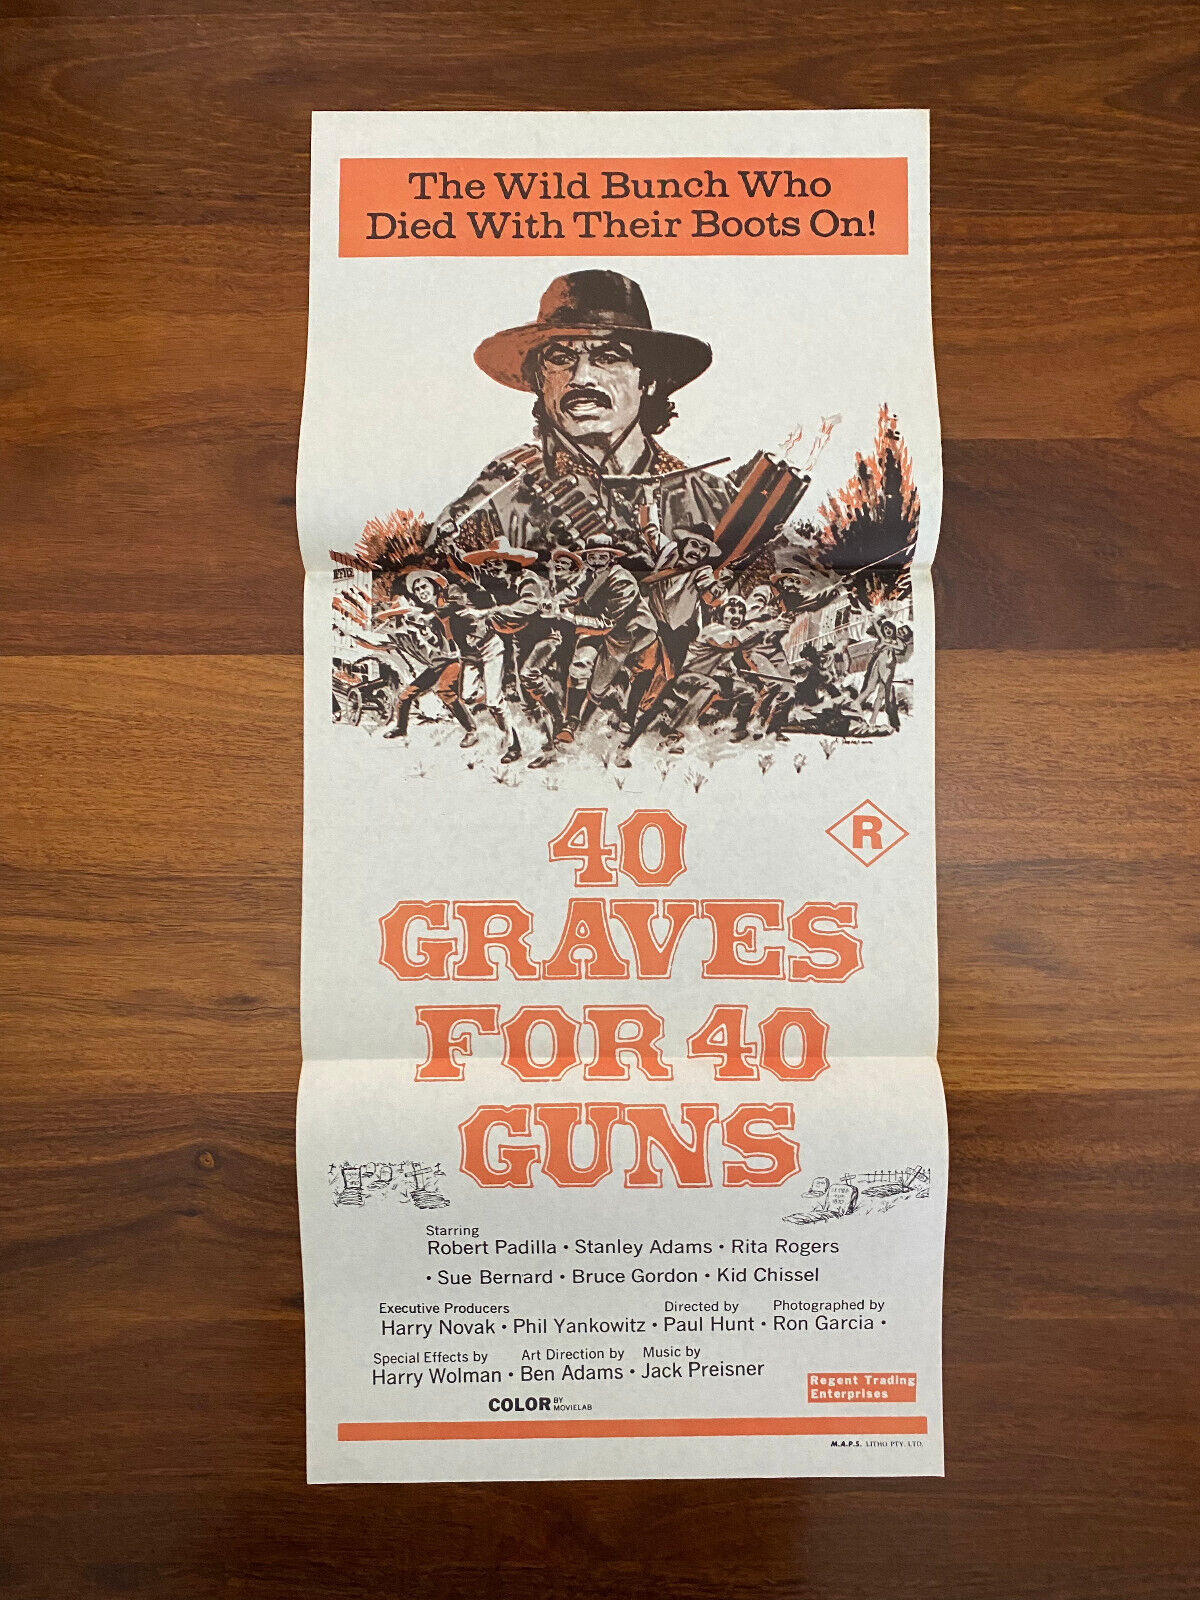 The Wild Bunch Who
Died With Their Boots On!
40
R
GRAVES
FOR 40
GUNS
Starring
Robert Padilla • Stanley Adams • Rita Rogers
• Sue Bernard • Bruce Gordon • Kid Chissel
Executive Producers Directed by Photographed by
Harry Novak • Phil Yankowitz • Paul Hunt • Ron Garcia •
Special Effects by Art Direction by Music by
Harry Wolman • Ben Adams • Jack Preisner
Regent Trading
Enterprises
COLOR BY MOVIELAB
M.A.P.S. LITHO PTY. LTD.